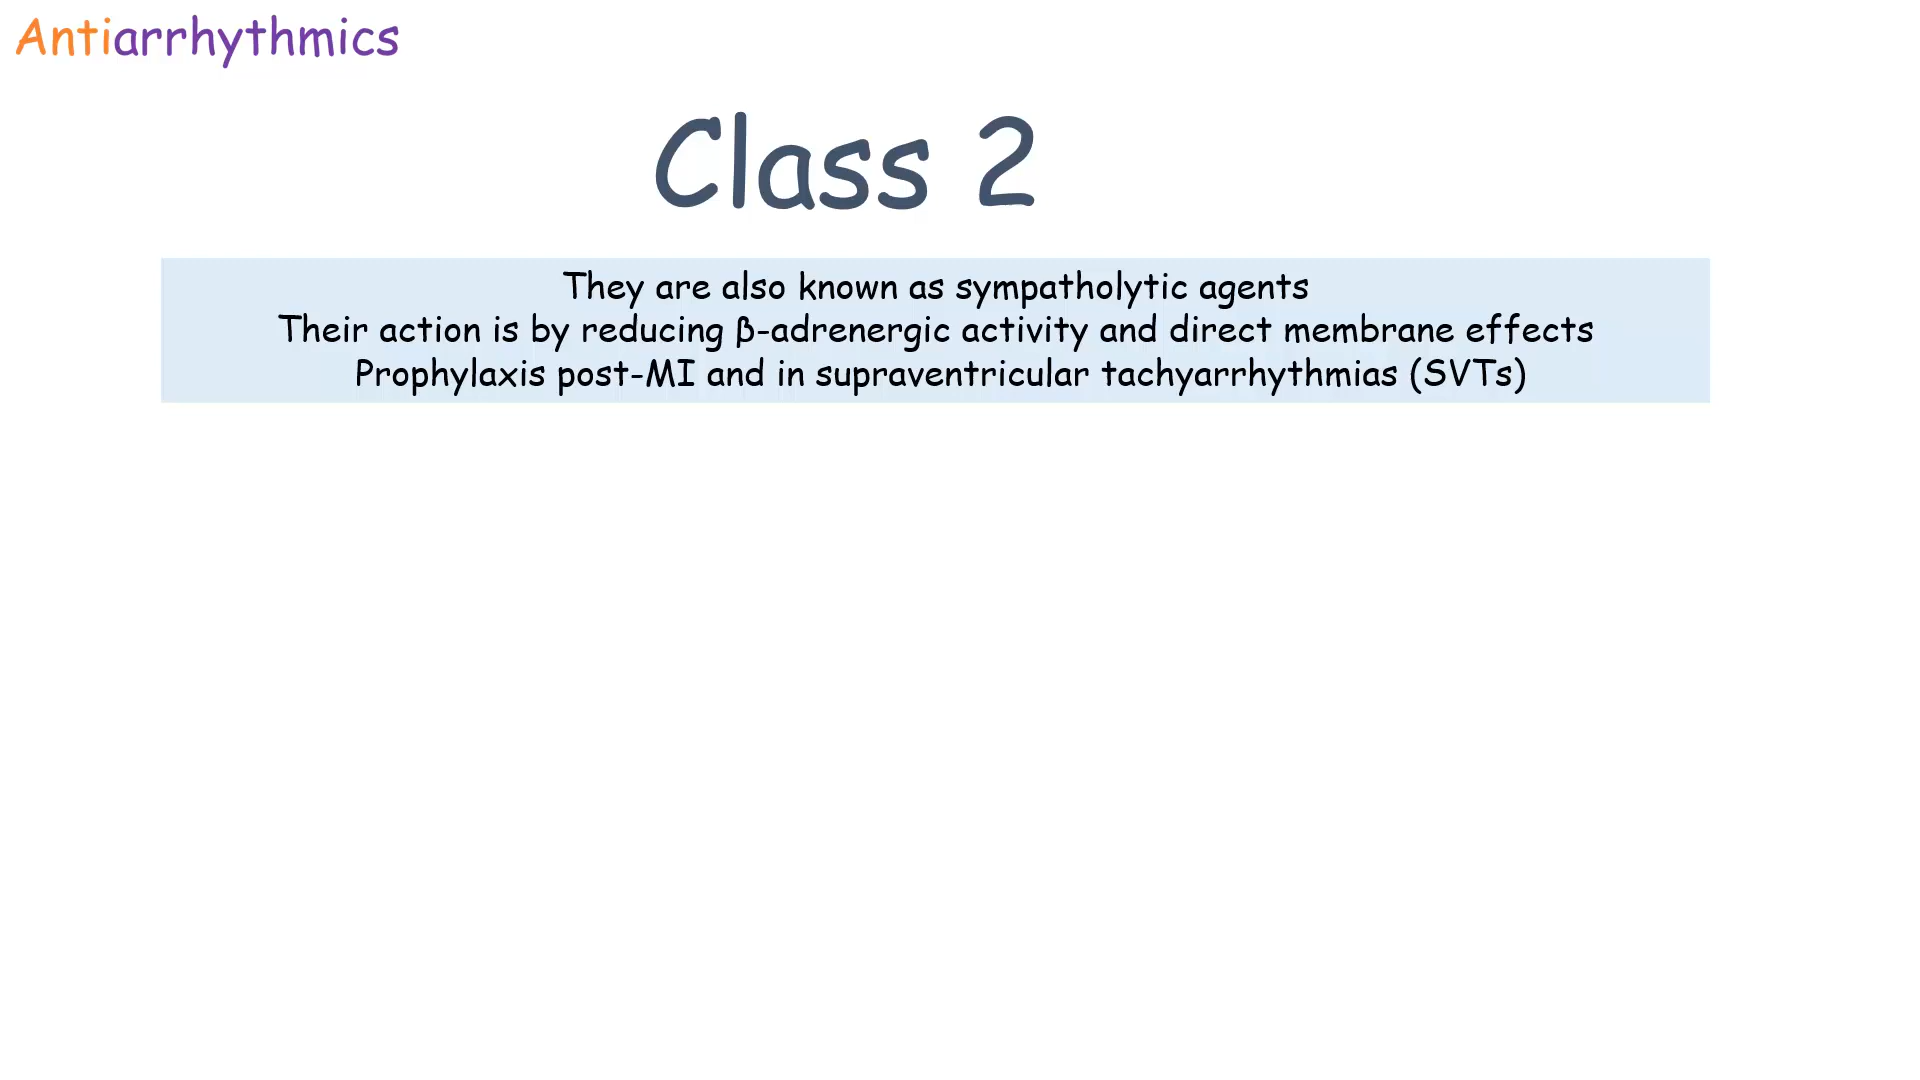 Antiarrhythmics
Class 2
They are also known as sympatholytic agents
Their action is by reducing β-adrenergic activity and direct membrane effects
Prophylaxis post-MI and in supraventricular tachyarrhythmias (SVTs)